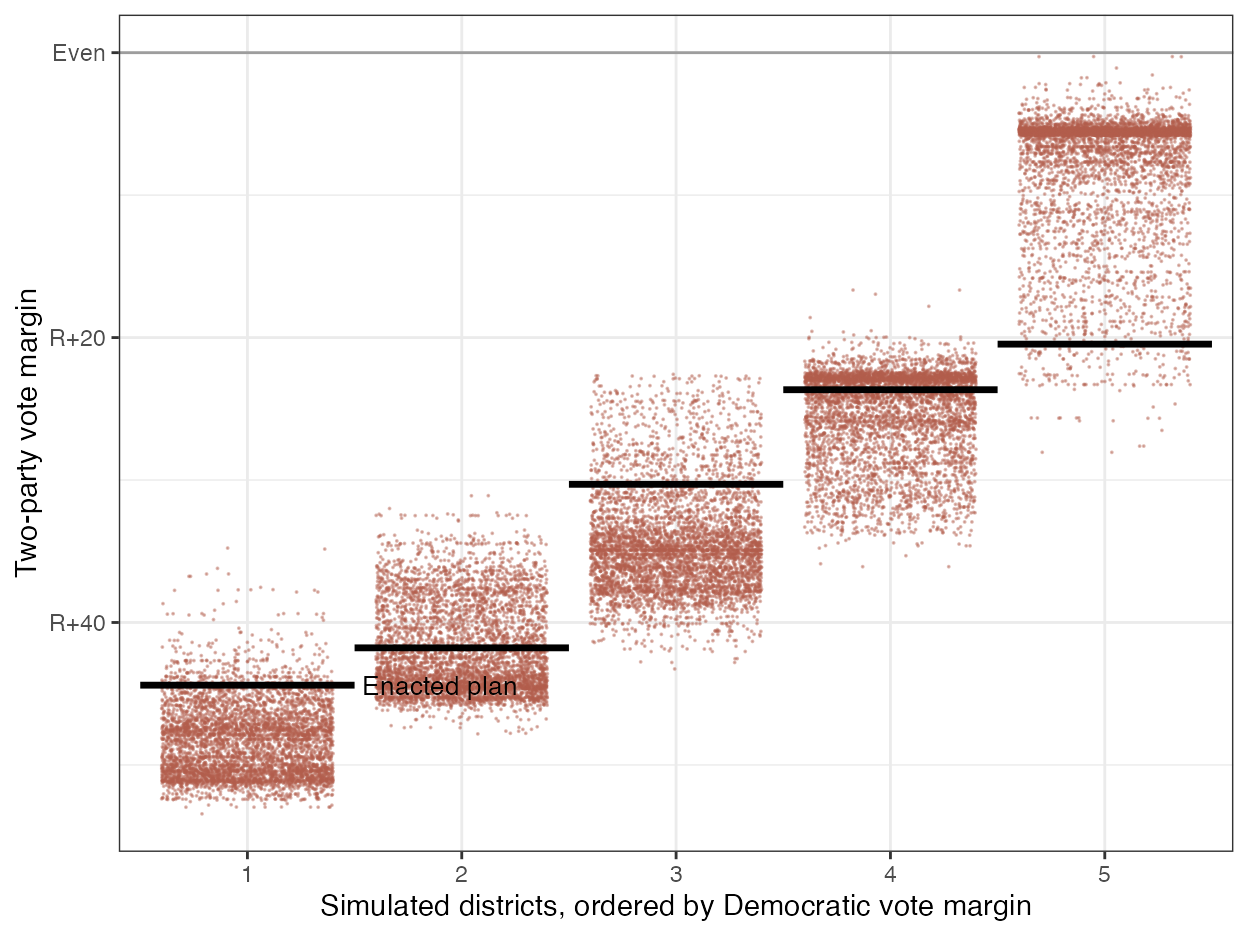 Even
R+20
R+40
Two-party vote margin
Enacted plan
1 2 3 4 5
Simulated districts, ordered by Democratic vote margin